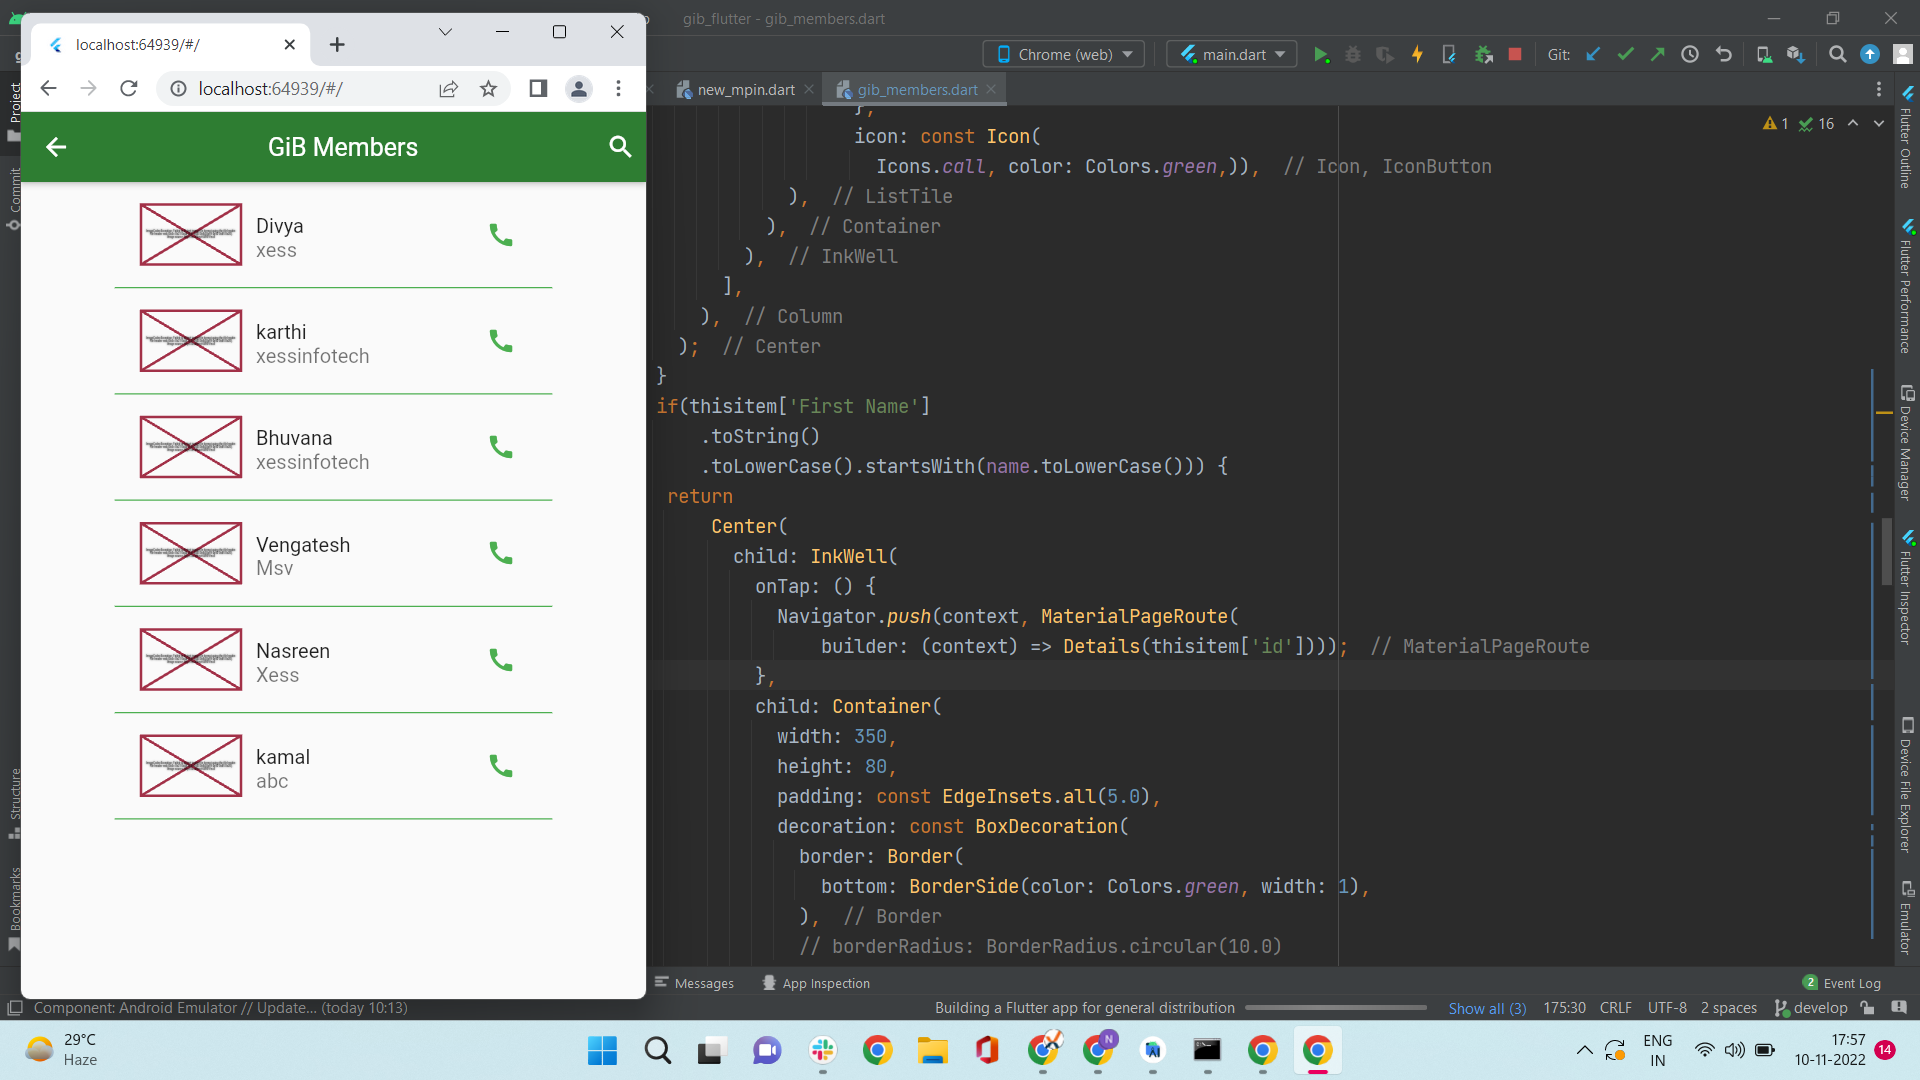 gib_flutter - gib_members.dart
localhost:64939/#/
Chrome (web)
main.dart
Git:
localhost:64939/#/
new_mpin.dart
gib_members.dart
Project
Commit
Structure
Bookmarks
GiB Members
Divya
xess
karthi
xessinfotech
Bhuvana
xessinfotech
Vengatesh
Msv
Nasreen
Xess
kamal
abc
1
16
},
icon: const Icon(
Icons.call, color: Colors.green,)), // Icon, IconButton
), // ListTile
), // Container
), // InkWell
],
), // Column
); // Center
}
if(thisitem['First Name']
.toString()
.toLowerCase().startsWith(name.toLowerCase())) {
return
Center(
child: InkWell(
onTap: () {
Navigator.push(context, MaterialPageRoute(
builder: (context) => Details(thisitem['id']))); // MaterialPageRoute
},
child: Container(
width: 350,
height: 80,
padding: const EdgeInsets.all(5.0),
decoration: const BoxDecoration(
border: Border(
bottom: BorderSide(color: Colors.green, width: 1),
), // Border
// borderRadius: BorderRadius.circular(10.0)
Flutter Outline
Flutter Performance
Device Manager
Flutter Inspector
Device File Explorer
Emulator
Messages
App Inspection
2 Event Log
Component: Android Emulator // Update... (today 10:13)
Building a Flutter app for general distribution
Show all (3)
175:30
CRLF
UTF-8
2 spaces
develop
29°C
Haze
N
ENG
IN
17:57
10-11-2022
14